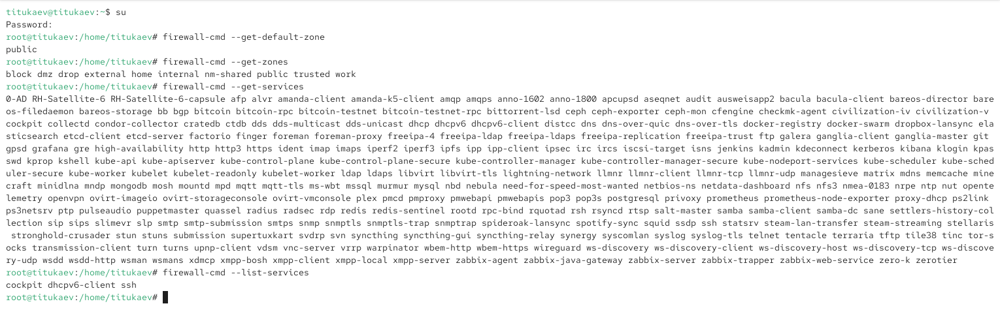 titukaev@titukaev:~$ su
Password:
root@titukaev:/home/titukaev# firewall-cmd --get-default-zone
public
root@titukaev:/home/titukaev# firewall-cmd --get-zones
block dmz drop external home internal nm-shared public trusted work
root@titukaev:/home/titukaev# firewall-cmd --get-services
0-AD RH-Satellite-6 RH-Satellite-6-capsule afp alvr amanda-client amanda-k5-client amqp amqps anno-1602 anno-1800 apcupsd aseqnet audit ausweisapp2 bacula bacula-client bareos-director bare
os-filedaemon bareos-storage bb bgp bitcoin bitcoin-rpc bitcoin-testnet bitcoin-testnet-rpc bittorrent-lsd ceph ceph-exporter ceph-mon cfengine checkmk-agent civilization-iv civilization-v
cockpit collectd condor-collector cratedb ctdb dds dds-multicast dds-unicast dhcp dhcpv6 dhcpv6-client distcc dns dns-over-quic dns-over-tls docker-registry docker-swarm dropbox-lansync ela
sticsearch etcd-client etcd-server factorio finger foreman foreman-proxy freeipa-4 freeipa-ldap freeipa-ldaps freeipa-replication freeipa-trust ftp galera ganglia-client ganglia-master git
gpsd grafana gre high-availability http http3 https ident imap imaps iperf2 iperf3 ipfs ipp ipp-client ipsec irc ircs iscsi-target isns jenkins kadmin kdeconnect kerberos kibana klogin kpas
swd kprop kshell kube-api kube-apiserver kube-control-plane kube-control-plane-secure kube-controller-manager kube-controller-manager-secure kube-nodeport-services kube-scheduler kube-sched
uler-secure kube-worker kubelet kubelet-readonly kubelet-worker ldap ldaps libvirt libvirt-tls lightning-network llmnr llmnr-client llmnr-tcp llmnr-udp managesieve matrix mdns memcache mine
craft minidlna mndp mongodb mosh mountd mpd mqtt mqtt-tls ms-wbt mssql murmur mysql nbd nebula need-for-speed-most-wanted netbios-ns netdata-dashboard nfs nfs3 nmea-0183 nrpe ntp nut opente
lemetry openvpn ovirt-imageio ovirt-storageconsole ovirt-vmconsole plex pmcd pmproxy pmwebapi pmwebapis pop3 pop3s postgresql privoxy prometheus prometheus-node-exporter proxy-dhcp ps2link
ps3netsrv ptp pulseaudio puppetmaster quassel radius radsec rdp redis redis-sentinel rootd rpc-bind rquotad rsh rsyncd rtsp salt-master samba samba-client samba-dc sane settlers-history-col
lection sip sips slimevr slp smtp smtp-submission smtps snmp snmptls snmptls-trap snmptrap spideroak-lansync spotify-sync squid ssdp ssh statsrv steam-lan-transfer steam-streaming stellaris
stronghold-crusader stun stuns submission supertuxkart svdrp svn syncthing syncthing-gui syncthing-relay synergy syscomlan syslog syslog-tls telnet tentacle terraria tftp tile38 tinc tor-s
ocks transmission-client turn turns upnp-client vdsm vnc-server vrrp warpinator wbem-http wbem-https wireguard ws-discovery ws-discovery-client ws-discovery-host ws-discovery-tcp ws-discove
ry-udp wsdd wsdd-http wsman wsmans xdmcp xmpp-bosh xmpp-client xmpp-local xmpp-server zabbix-agent zabbix-java-gateway zabbix-server zabbix-trapper zabbix-web-service zero-k zerotier
root@titukaev:/home/titukaev# firewall-cmd --list-services
cockpit dhcpv6-client ssh
root@titukaev:/home/titukaev#